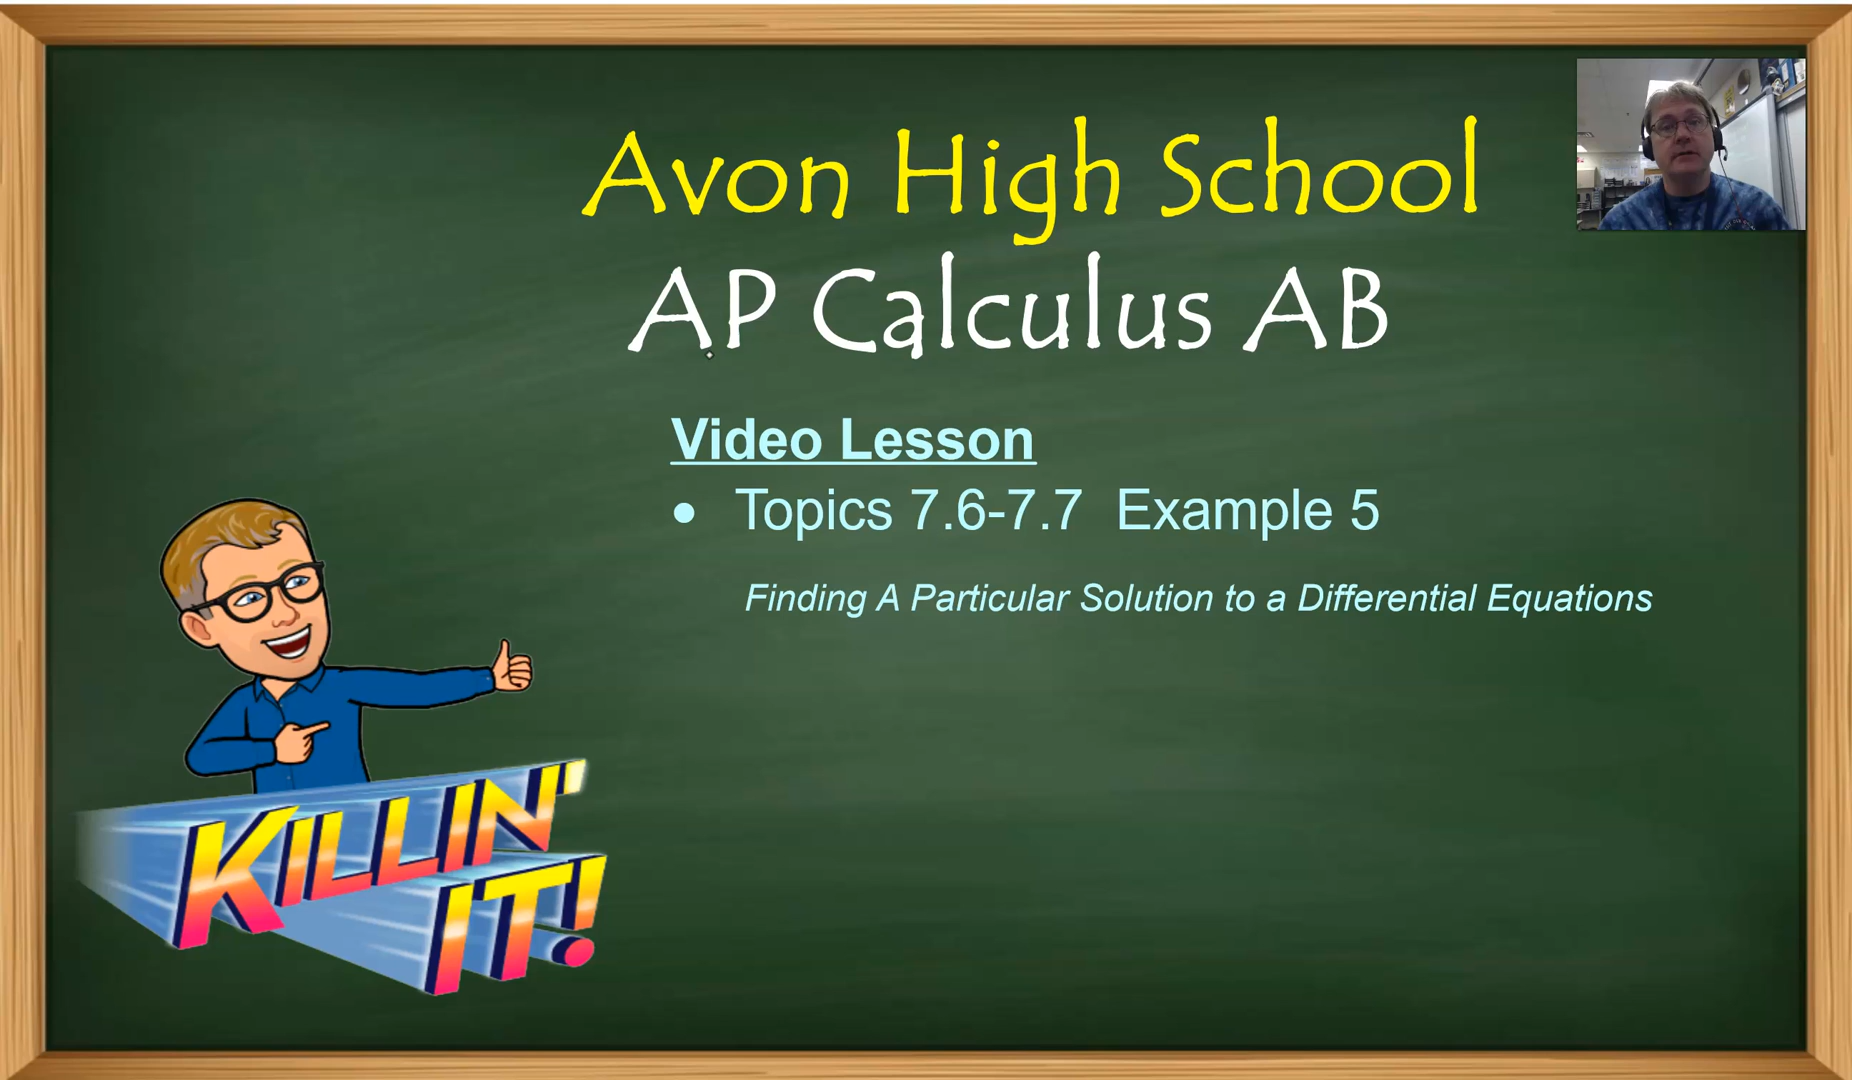 Avon High School
AP Calculus AB
Video Lesson
• Topics 7.6-7.7 Example 5
Finding A Particular Solution to a Differential Equations
KILLIN'
IT!